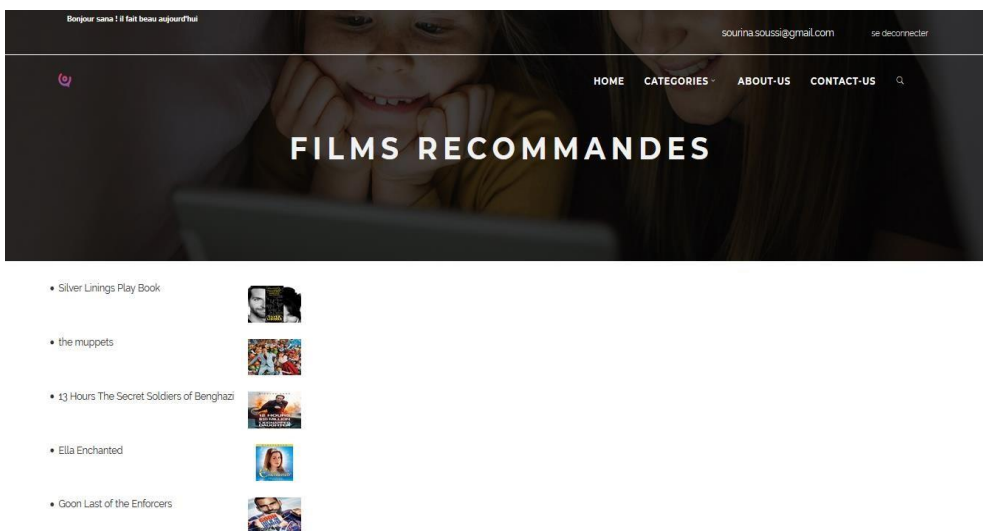 Bonjour sana ! il fait beau aujourd'hui
sourina.soussi@gmail.com se deconnecter
HOME CATEGORIES ABOUT-US CONTACT-US
FILMS RECOMMANDES
• Silver Linings Play Book
• the muppets
• 13 Hours The Secret Soldiers of Benghazi
• Ella Enchanted
• Goon Last of the Enforcers